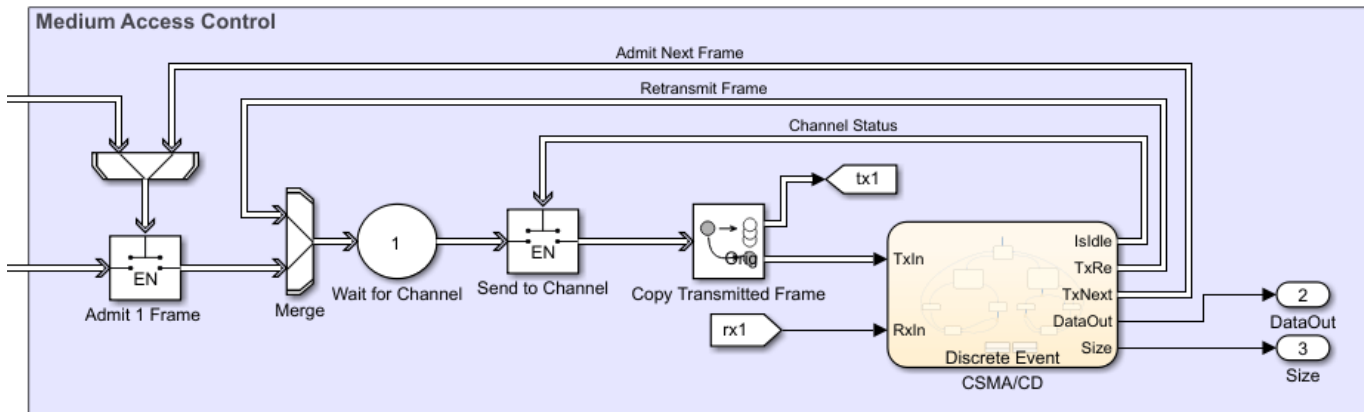 Medium Access Control
Admit Next Frame
Retransmit Frame
Channel Status
tx1
EN
Admit 1 Frame
Merge
1
Wait for Channel
EN
Send to Channel
Orig
Copy Transmitted Frame
rx1
TxIn
RxIn
IsIdle
TxRe
TxNext
DataOut
Size
Discrete Event
CSMA/CD
2
DataOut
3
Size